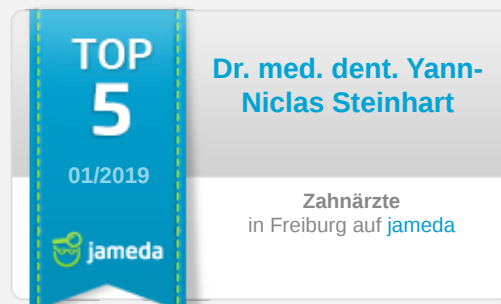 TOP
5
01/2019
jameda
Dr. med. dent. Yann-
Niclas Steinhart
Zahnärzte
in Freiburg auf jameda